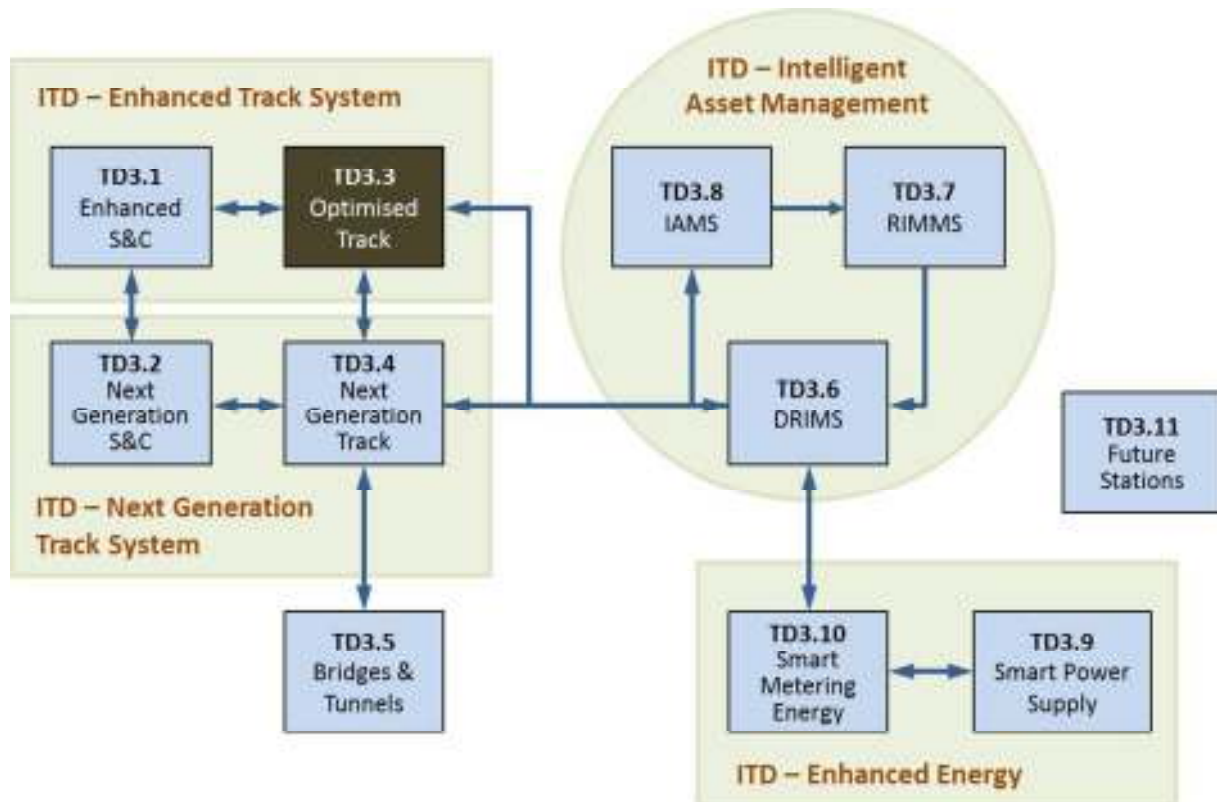 ITD – Enhanced Track System
TD3.1
Enhanced
S&C
TD3.3
Optimised
Track
TD3.2
Next
Generation
S&C
TD3.4
Next
Generation
Track
ITD – Next Generation
Track System
TD3.5
Bridges &
Tunnels
ITD – Intelligent
Asset Management
TD3.8
IAMS
TD3.7
RIMMS
TD3.6
DRIMS
TD3.11
Future
Stations
TD3.10
Smart
Metering
Energy
TD3.9
Smart Power
Supply
ITD – Enhanced Energy